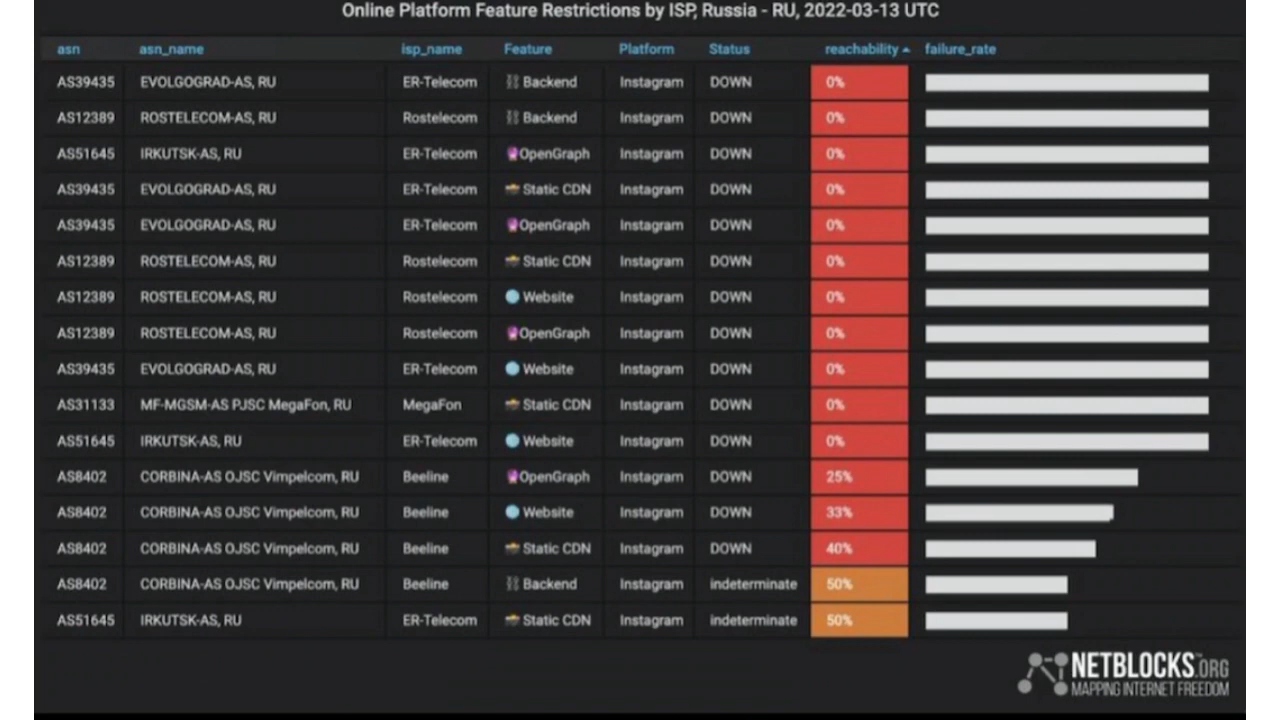 Online Platform Feature Restrictions by ISP, Russia - RU, 2022-03-13 UTC
asn asn_name isp_name Feature Platform Status reachability failure_rate
AS39435 EVOLGOGRAD-AS, RU ER-Telecom Backend Instagram DOWN 0%
AS12389 ROSTELECOM-AS, RU Rostelecom Backend Instagram DOWN 0%
AS51645 IRKUTSK-AS, RU ER-Telecom OpenGraph Instagram DOWN 0%
AS39435 EVOLGOGRAD-AS, RU ER-Telecom Static CDN Instagram DOWN 0%
AS39435 EVOLGOGRAD-AS, RU ER-Telecom OpenGraph Instagram DOWN 0%
AS12389 ROSTELECOM-AS, RU Rostelecom Static CDN Instagram DOWN 0%
AS12389 ROSTELECOM-AS, RU Rostelecom Website Instagram DOWN 0%
AS12389 ROSTELECOM-AS, RU Rostelecom OpenGraph Instagram DOWN 0%
AS39435 EVOLGOGRAD-AS, RU ER-Telecom Website Instagram DOWN 0%
AS31133 MF-MGSM-AS PJSC MegaFon, RU MegaFon Static CDN Instagram DOWN 0%
AS51645 IRKUTSK-AS, RU ER-Telecom Website Instagram DOWN 0%
AS8402 CORBINA-AS OJSC Vimpelcom, RU Beeline OpenGraph Instagram DOWN 25%
AS8402 CORBINA-AS OJSC Vimpelcom, RU Beeline Website Instagram DOWN 33%
AS8402 CORBINA-AS OJSC Vimpelcom, RU Beeline Static CDN Instagram DOWN 40%
AS8402 CORBINA-AS OJSC Vimpelcom, RU Beeline Backend Instagram indeterminate 50%
AS51645 IRKUTSK-AS, RU ER-Telecom Static CDN Instagram indeterminate 50%
NETBLOCKS.ORG
MAPPING INTERNET FREEDOM